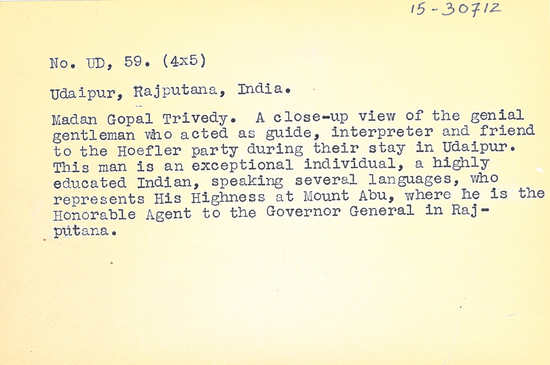 15-30712
No. UD, 59. (4x5)
Udaipur, Rajputana, India.
Madan Gopal Trivedy. A close-up view of the genial
gentleman who acted as guide, interpreter and friend
to the Hoefler party during their stay in Udaipur.
This man is an exceptional individual, a highly
educated Indian, speaking several languages, who
represents His Highness at Mount Abu, where he is the
Honorable Agent to the Governor General in Raj-
putana.